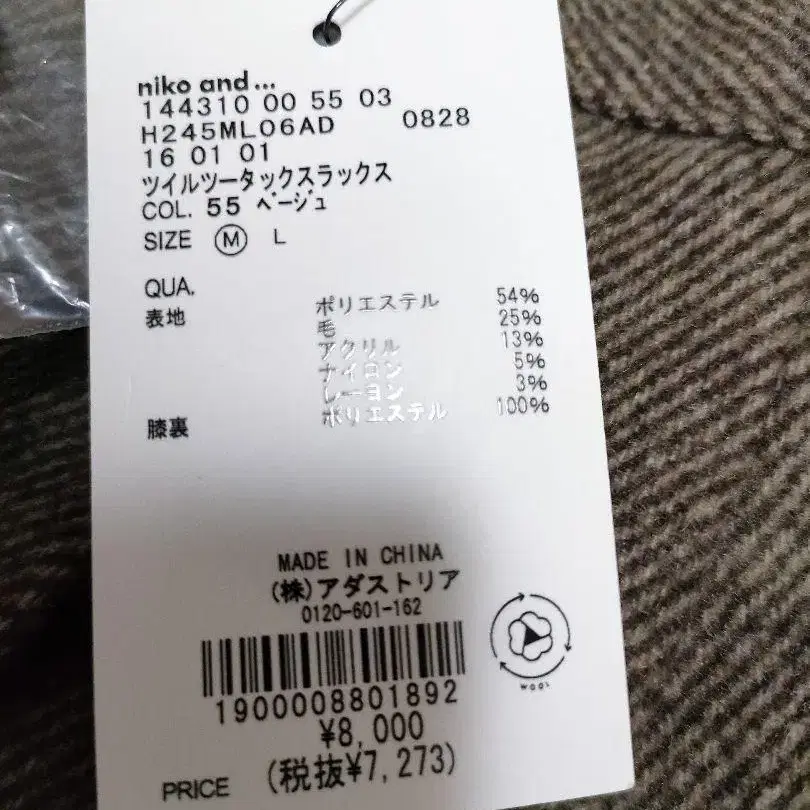 niko and...
144310 00 55 03
H245ML06AD 0828
16 01 01
ツイルツータックスラックス
COL. 55 ベージュ
SIZE M L
QUA.
表地 ポリエステル 54%
毛 25%
アクリル 13%
ナイロン 5%
レーヨン 3%
膝裏 ポリエステル 100%
MADE IN CHINA
(株)アダストリア
0120-601-162
WOOL
1900008801892
¥8,000
PRICE (税抜¥7,273)